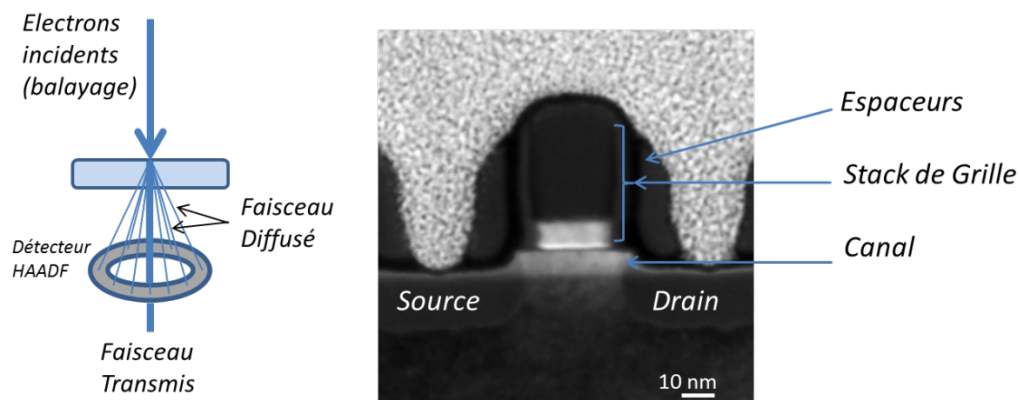 Electrons
incidents
(balayage)
Faisceau
Diffusé
Détecteur
HAADF
Faisceau
Transmis
Espaceurs
Stack de Grille
Canal
Source
Drain
10 nm